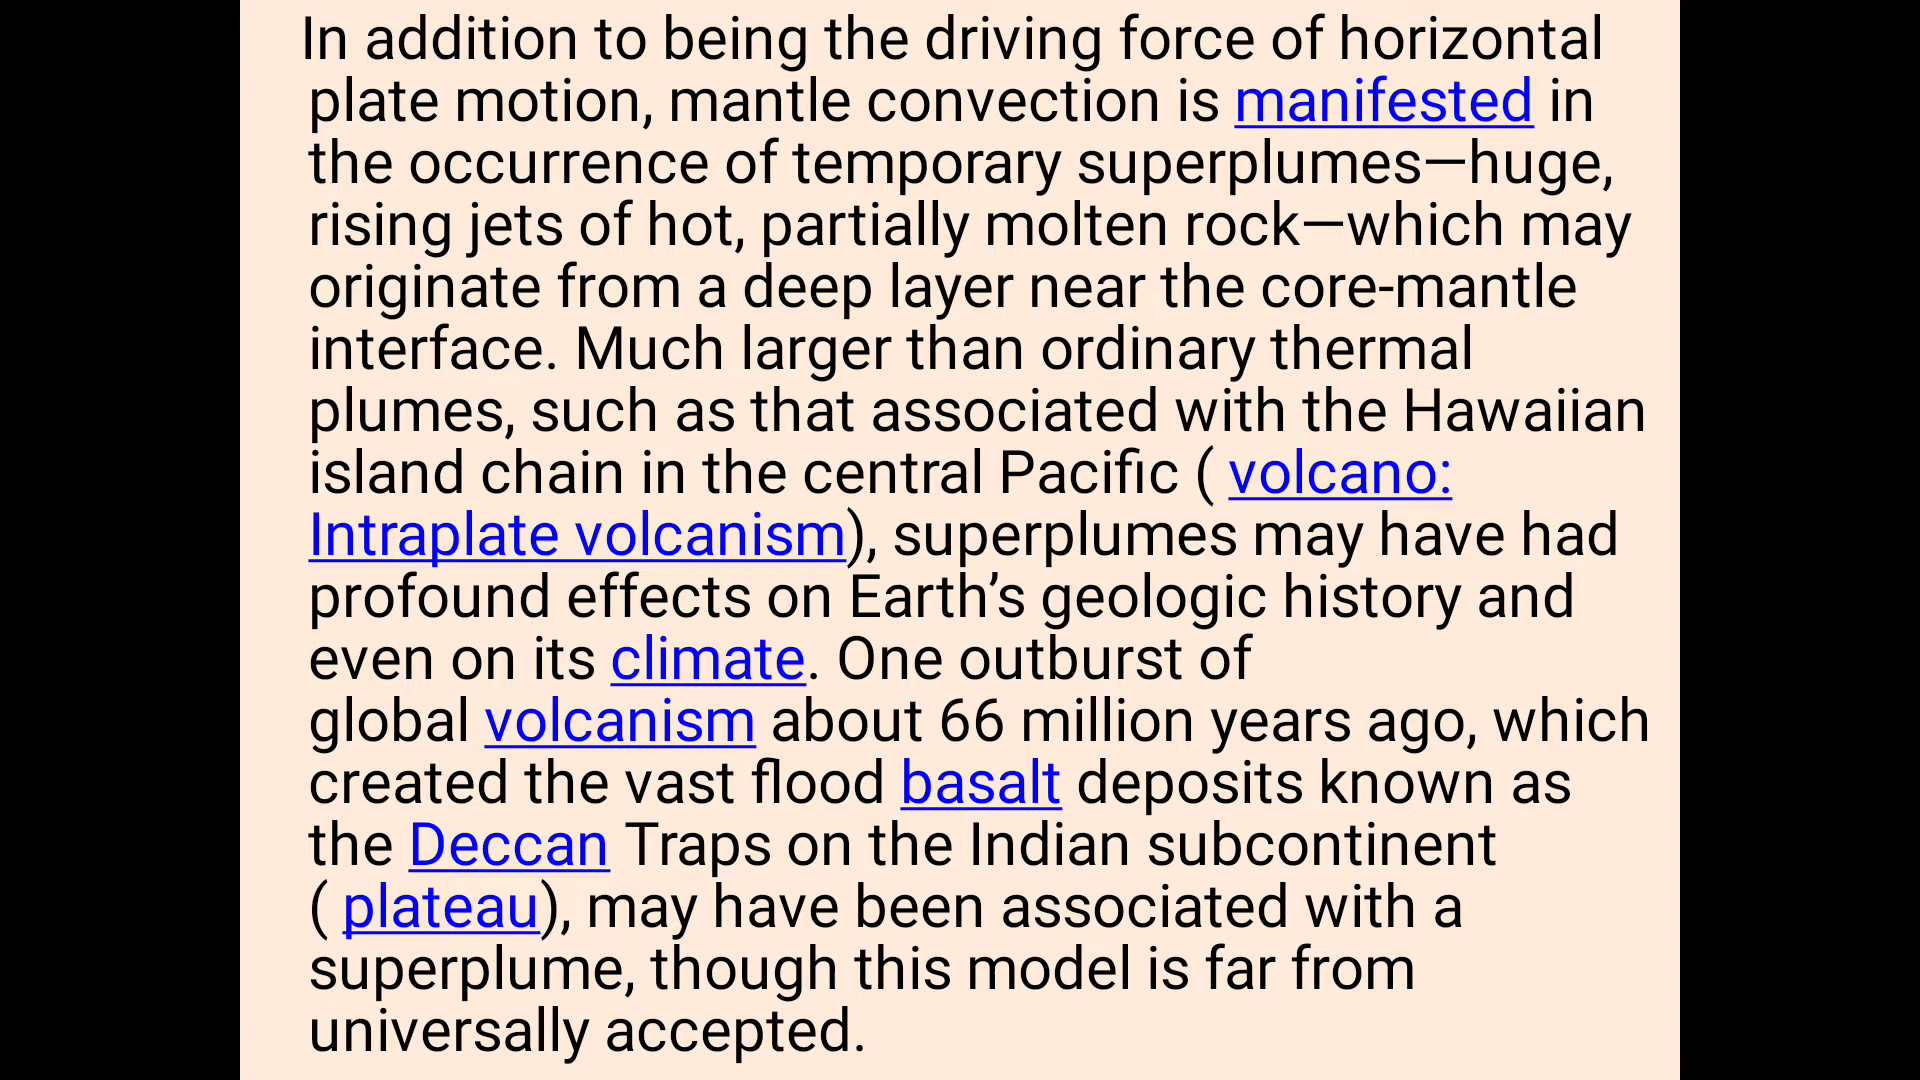 In addition to being the driving force of horizontal
plate motion, mantle convection is manifested in
the occurrence of temporary superplumes—huge,
rising jets of hot, partially molten rock—which may
originate from a deep layer near the core-mantle
interface. Much larger than ordinary thermal
plumes, such as that associated with the Hawaiian
island chain in the central Pacific ( volcano:
Intraplate volcanism), superplumes may have had
profound effects on Earth’s geologic history and
even on its climate. One outburst of
global volcanism about 66 million years ago, which
created the vast flood basalt deposits known as
the Deccan Traps on the Indian subcontinent
( plateau), may have been associated with a
superplume, though this model is far from
universally accepted.